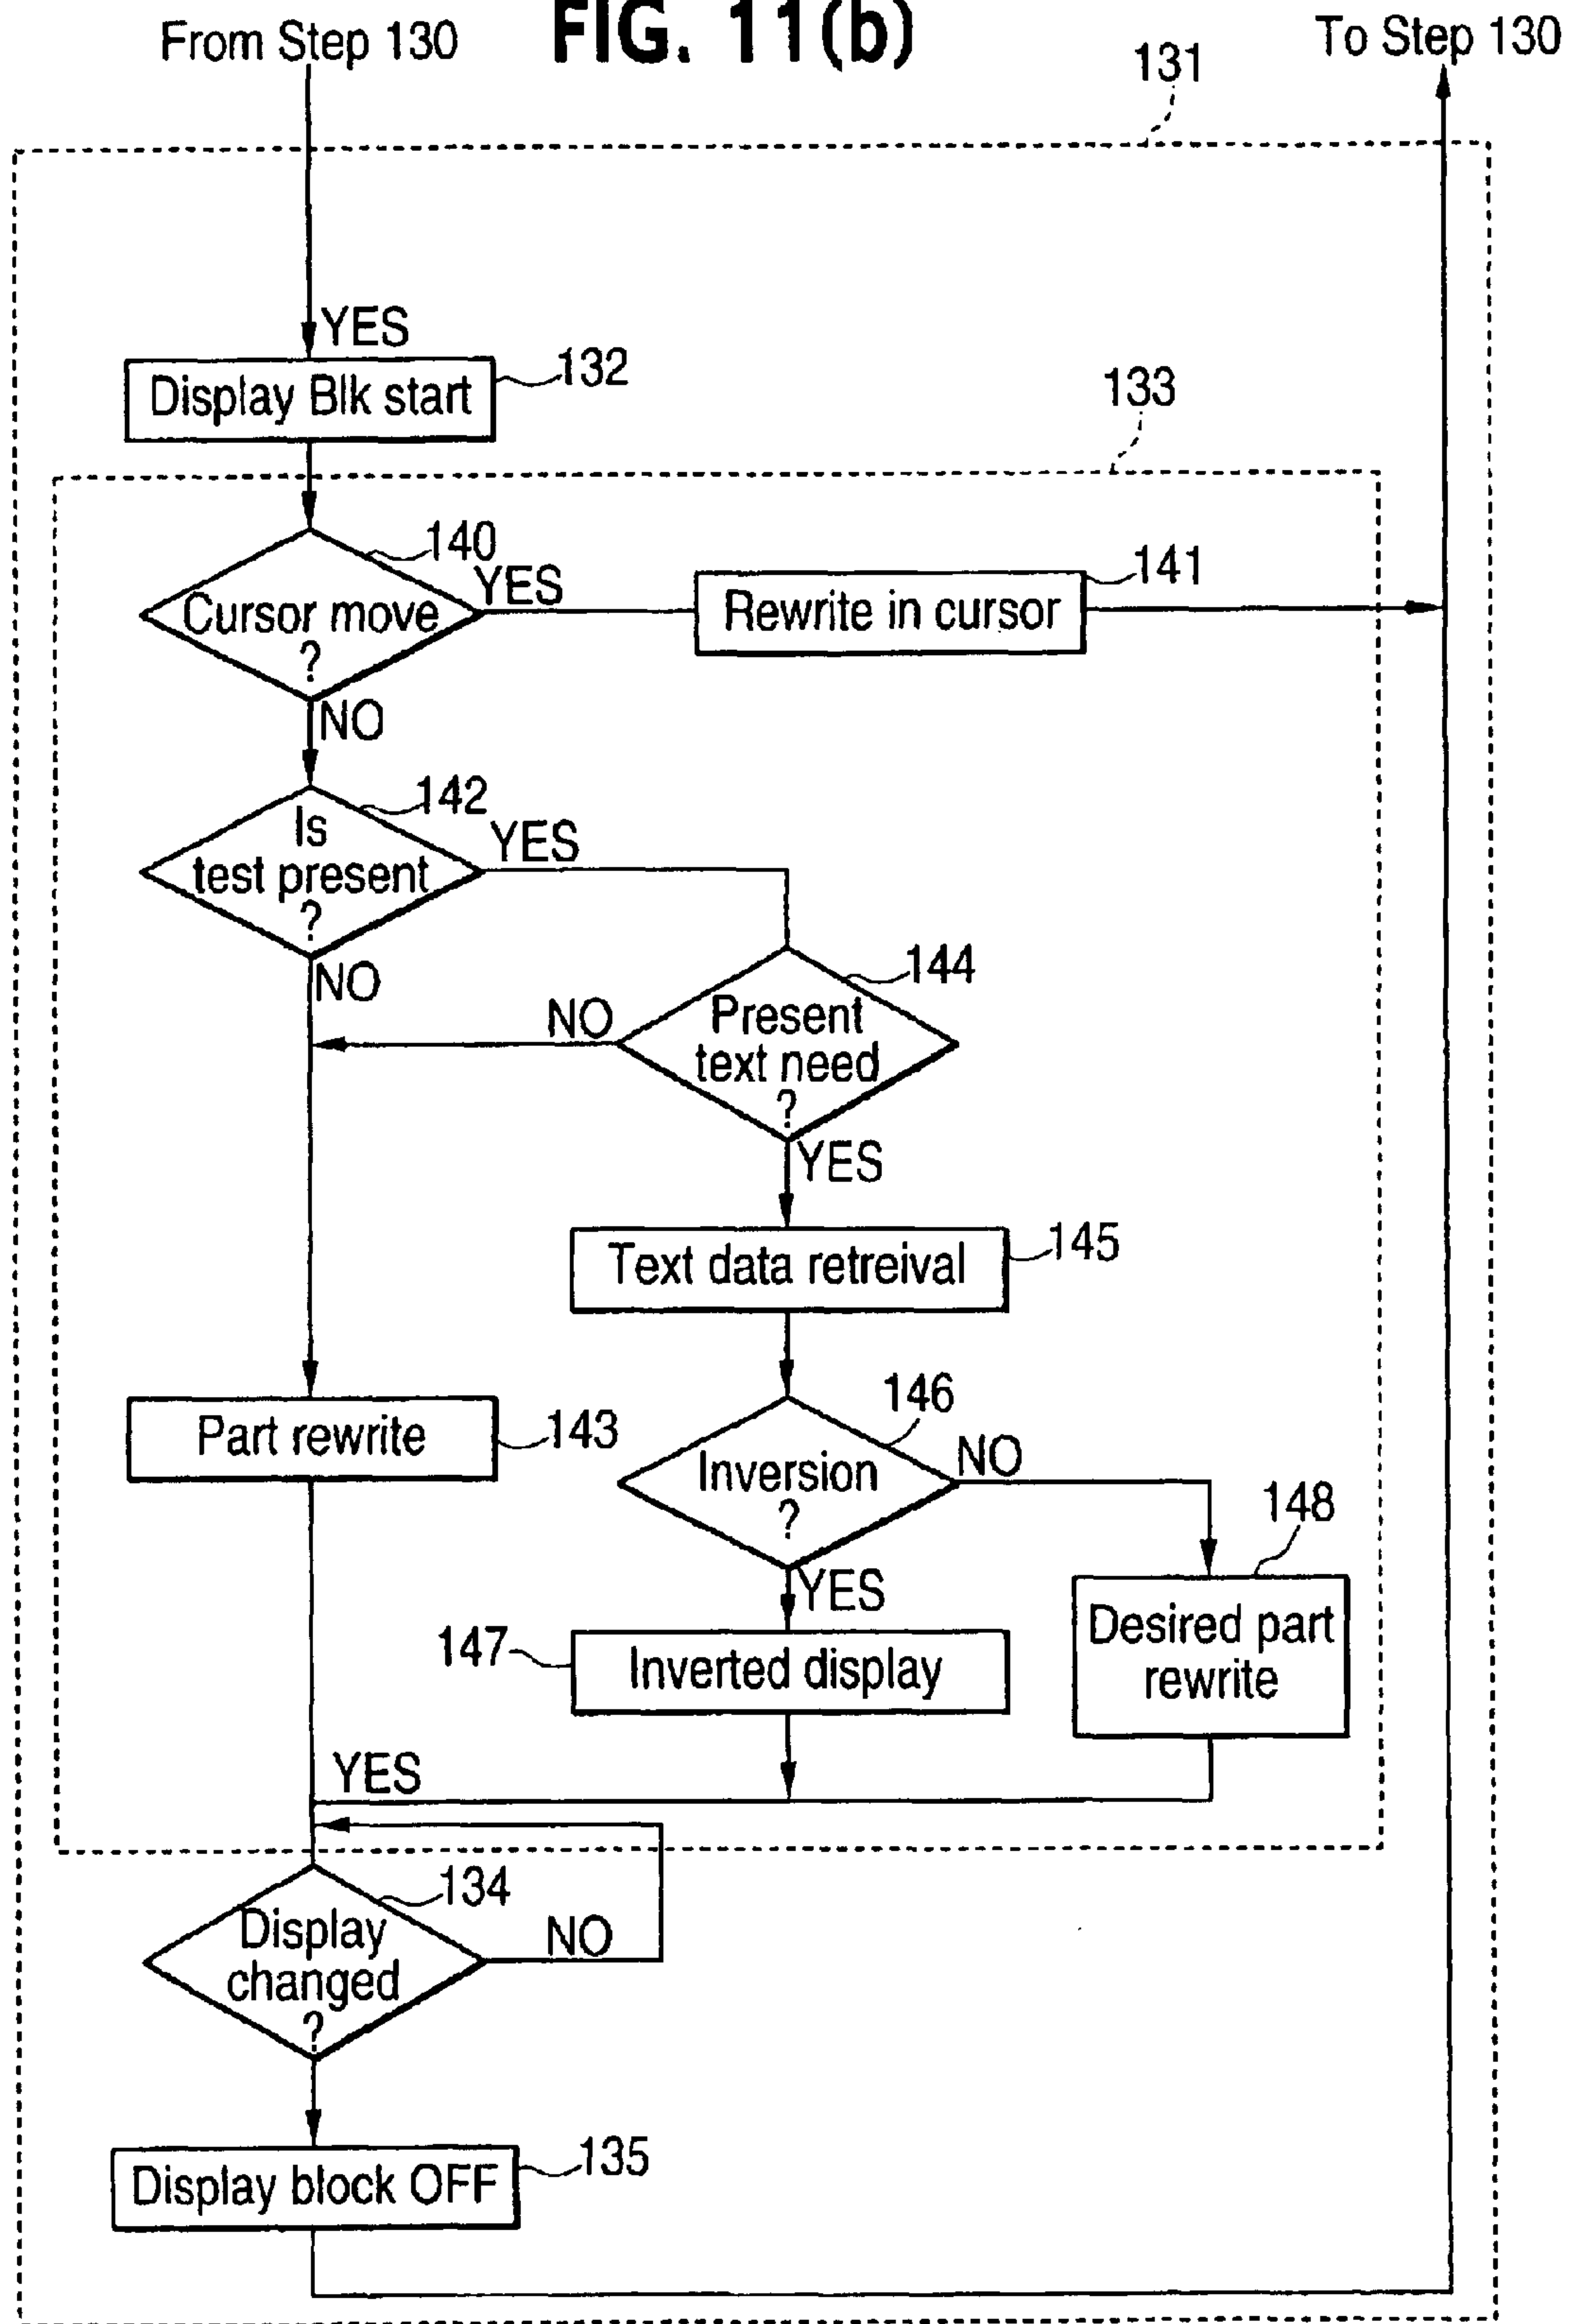 FIG. 11(b)
From Step 130
To Step 130
131
YES
Display Blk start
132
133
140
Cursor move
?
YES
Rewrite in cursor
141
NO
142
Is
test present
?
YES
NO
144
Present
text need
?
NO
YES
Text data retreival
145
Part rewrite
143
146
Inversion
?
NO
148
YES
147
Inverted display
Desired part
rewrite
YES
134
Display
changed
?
NO
Display block OFF
135